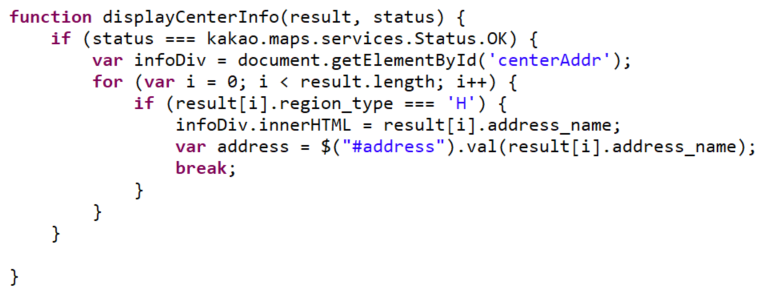 function displayCenterInfo(result, status) {
    if (status === kakao.maps.services.Status.OK) {
        var infoDiv = document.getElementById('centerAddr');
        for (var i = 0; i < result.length; i++) {
            if (result[i].region_type === 'H') {
                infoDiv.innerHTML = result[i].address_name;
                var address = $("#address").val(result[i].address_name);
                break;
            }
        }
    }
}